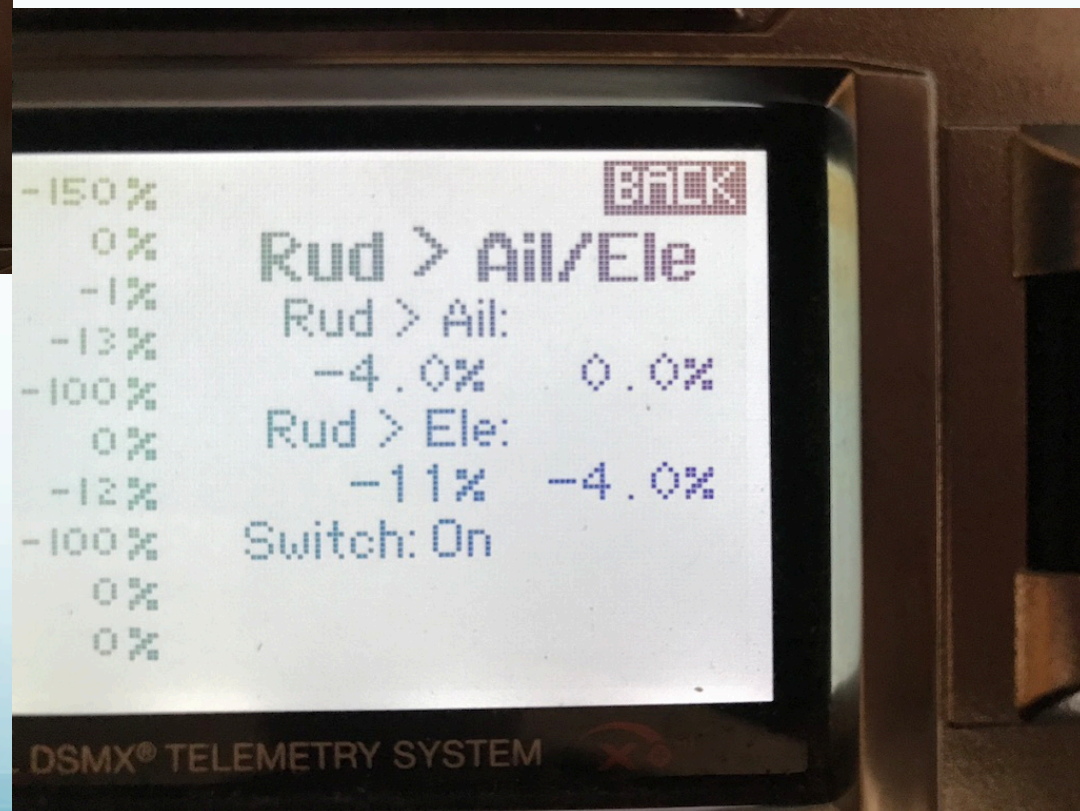 BACK
-150%
0%
Rud > Ail/Ele
-1%
Rud > Ail:
-13%
-4.0% 0.0%
-100%
Rud > Ele:
0%
-11% -4.0%
-12%
-100%
Switch: On
0%
0%
DSMX® TELEMETRY SYSTEM